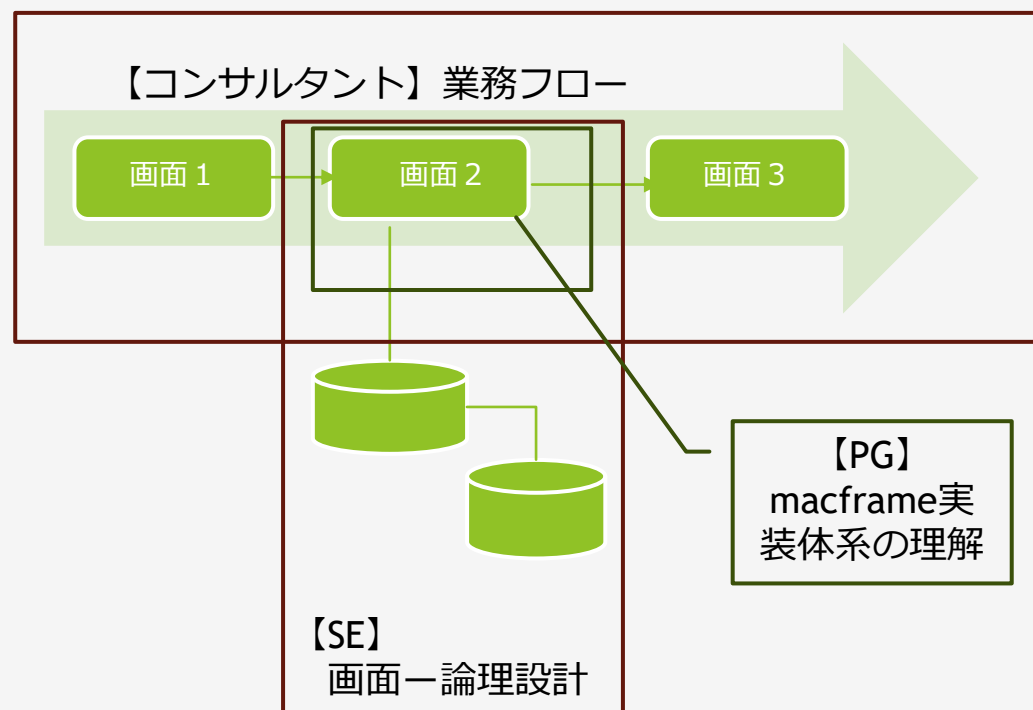 【コンサルタント】業務フロー
画面１
画面２
画面３
【PG】
macframe実
装体系の理解
【SE】
画面ー論理設計